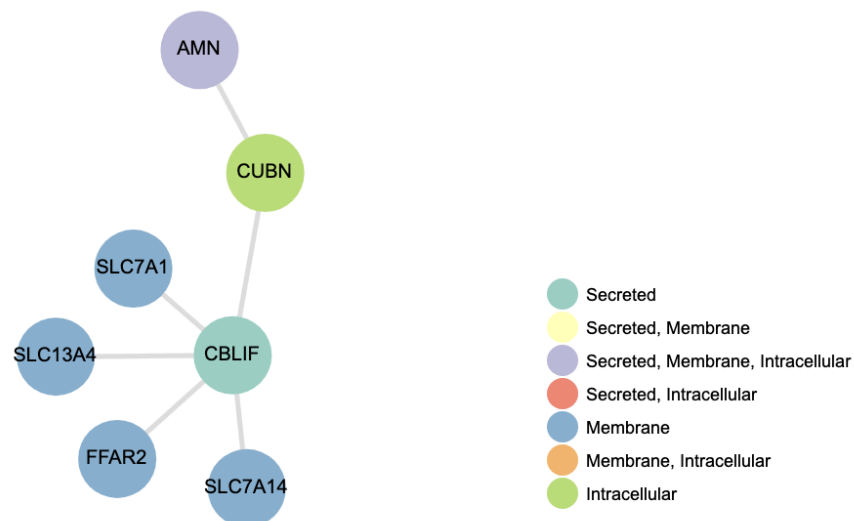 AMN
CUBN
SLC7A1
SLC13A4
CBLIF
FFAR2
SLC7A14
Secreted
Secreted, Membrane
Secreted, Membrane, Intracellular
Secreted, Intracellular
Membrane
Membrane, Intracellular
Intracellular